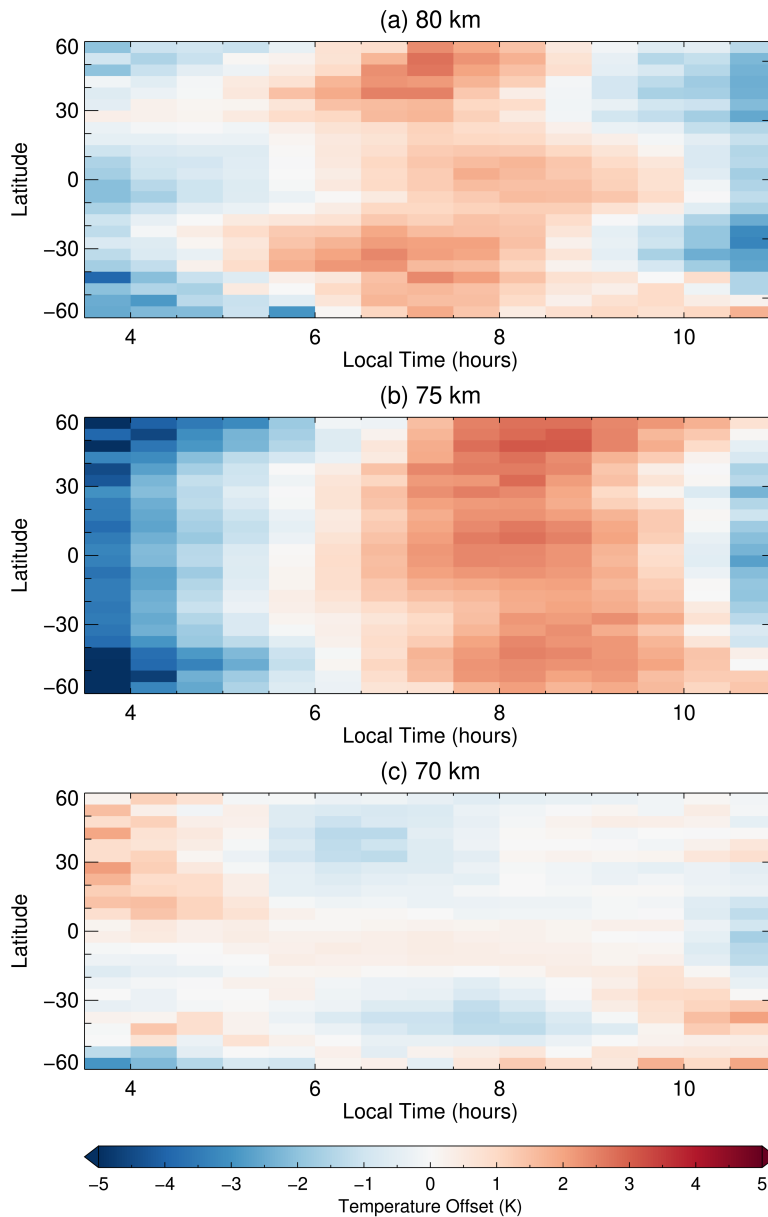 (a) 80 km
60
30
0
−30
−60
Latitude
4 6 8 10
Local Time (hours)
(b) 75 km
60
30
0
−30
−60
Latitude
4 6 8 10
Local Time (hours)
(c) 70 km
60
30
0
−30
−60
Latitude
4 6 8 10
Local Time (hours)
−5 −4 −3 −2 −1 0 1 2 3 4 5
Temperature Offset (K)